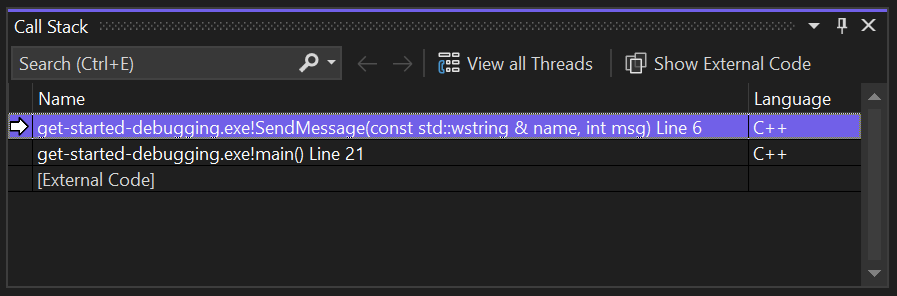 Call Stack
Search (Ctrl+E) View all Threads Show External Code
Name Language
get-started-debugging.exe!SendMessage(const std::wstring & name, int msg) Line 6 C++
get-started-debugging.exe!main() Line 21 C++
[External Code]